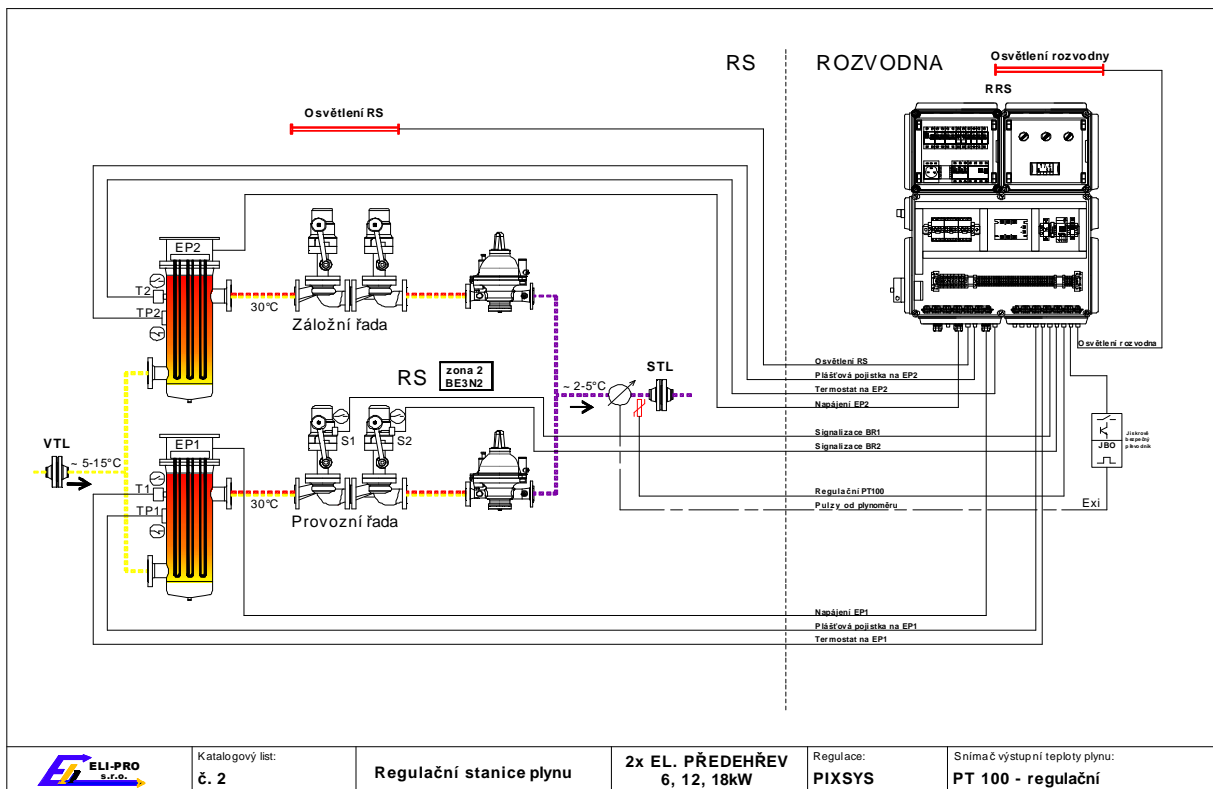 RS
ROZVODNA
Osvětlení rozvodny
RRS
Osvětlení RS
EP2
T2
TP2
30°C
Záložní řada
RS
zona 2
BE3N2
~ 2-5°C
STL
S1
S2
VTL
~ 5-15°C
EP1
T1
TP1
30°C
Provozní řada
Osvětlení RS
Plášťová pojistka na EP2
Termostat na EP2
Napájení EP2
Signalizace BR1
Signalizace BR2
Regulační PT100
Pulzy od plynoměru
Exi
Osvětlení rozvodna
JBO
Jiskrově
bezpečný
převodník
Napájení EP1
Plášťová pojistka na EP1
Termostat na EP1
ELI-PRO
s.r.o.
Katalogový list:
č. 2
Regulační stanice plynu
2x EL. PŘEDEHŘEV
6, 12, 18kW
Regulace:
PIXSYS
Snímač výstupní teploty plynu:
PT 100 - regulační